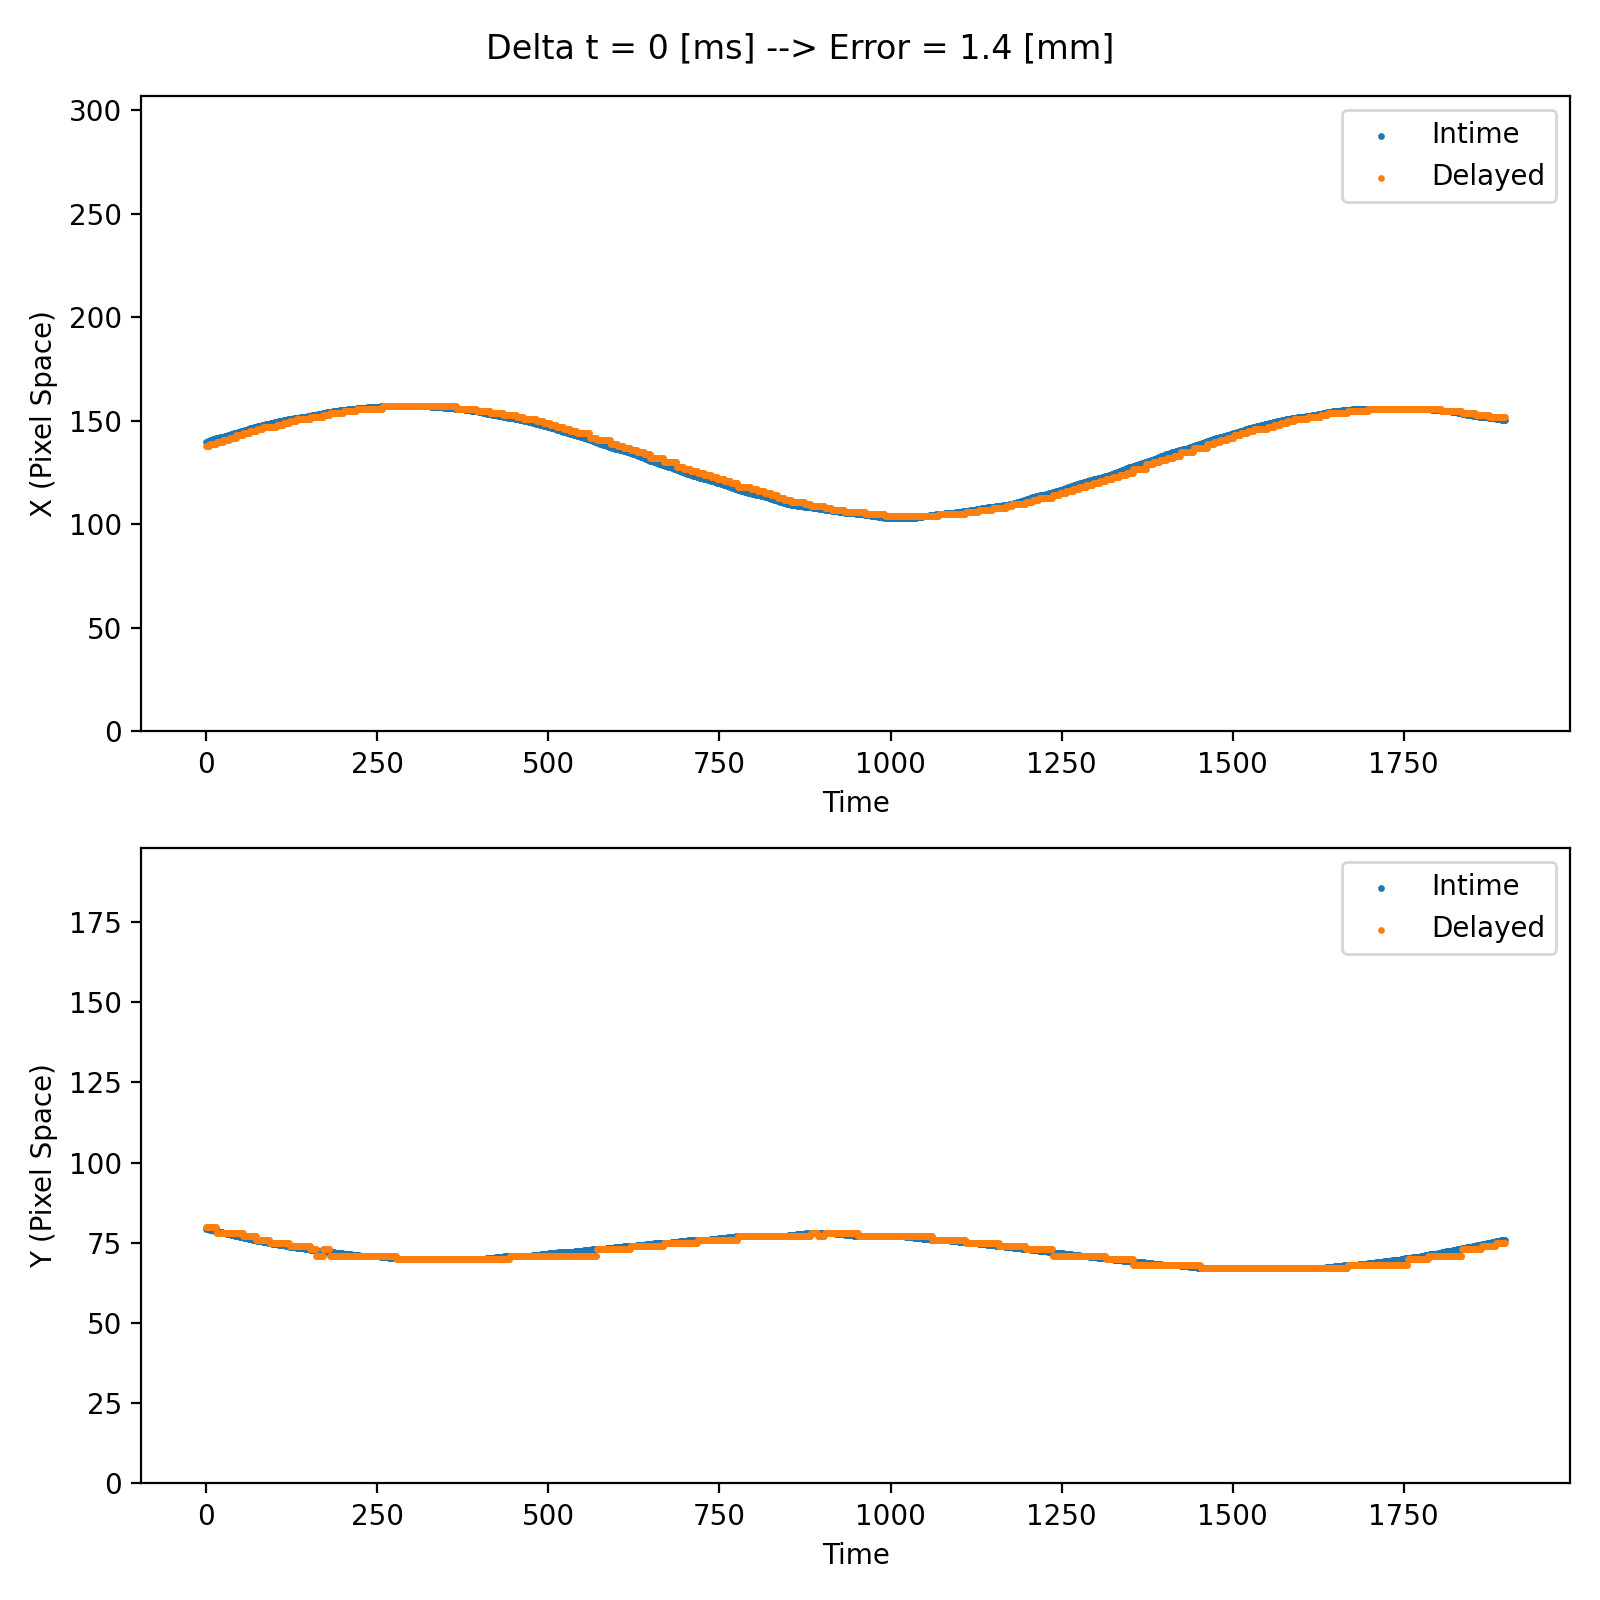 Delta t = 0 [ms] --> Error = 1.4 [mm]
300
250
200
150
100
50
0
X (Pixel Space)
Intime
Delayed
0 250 500 750 1000 1250 1500 1750
Time
175
150
125
100
75
50
25
0
Y (Pixel Space)
Intime
Delayed
0 250 500 750 1000 1250 1500 1750
Time